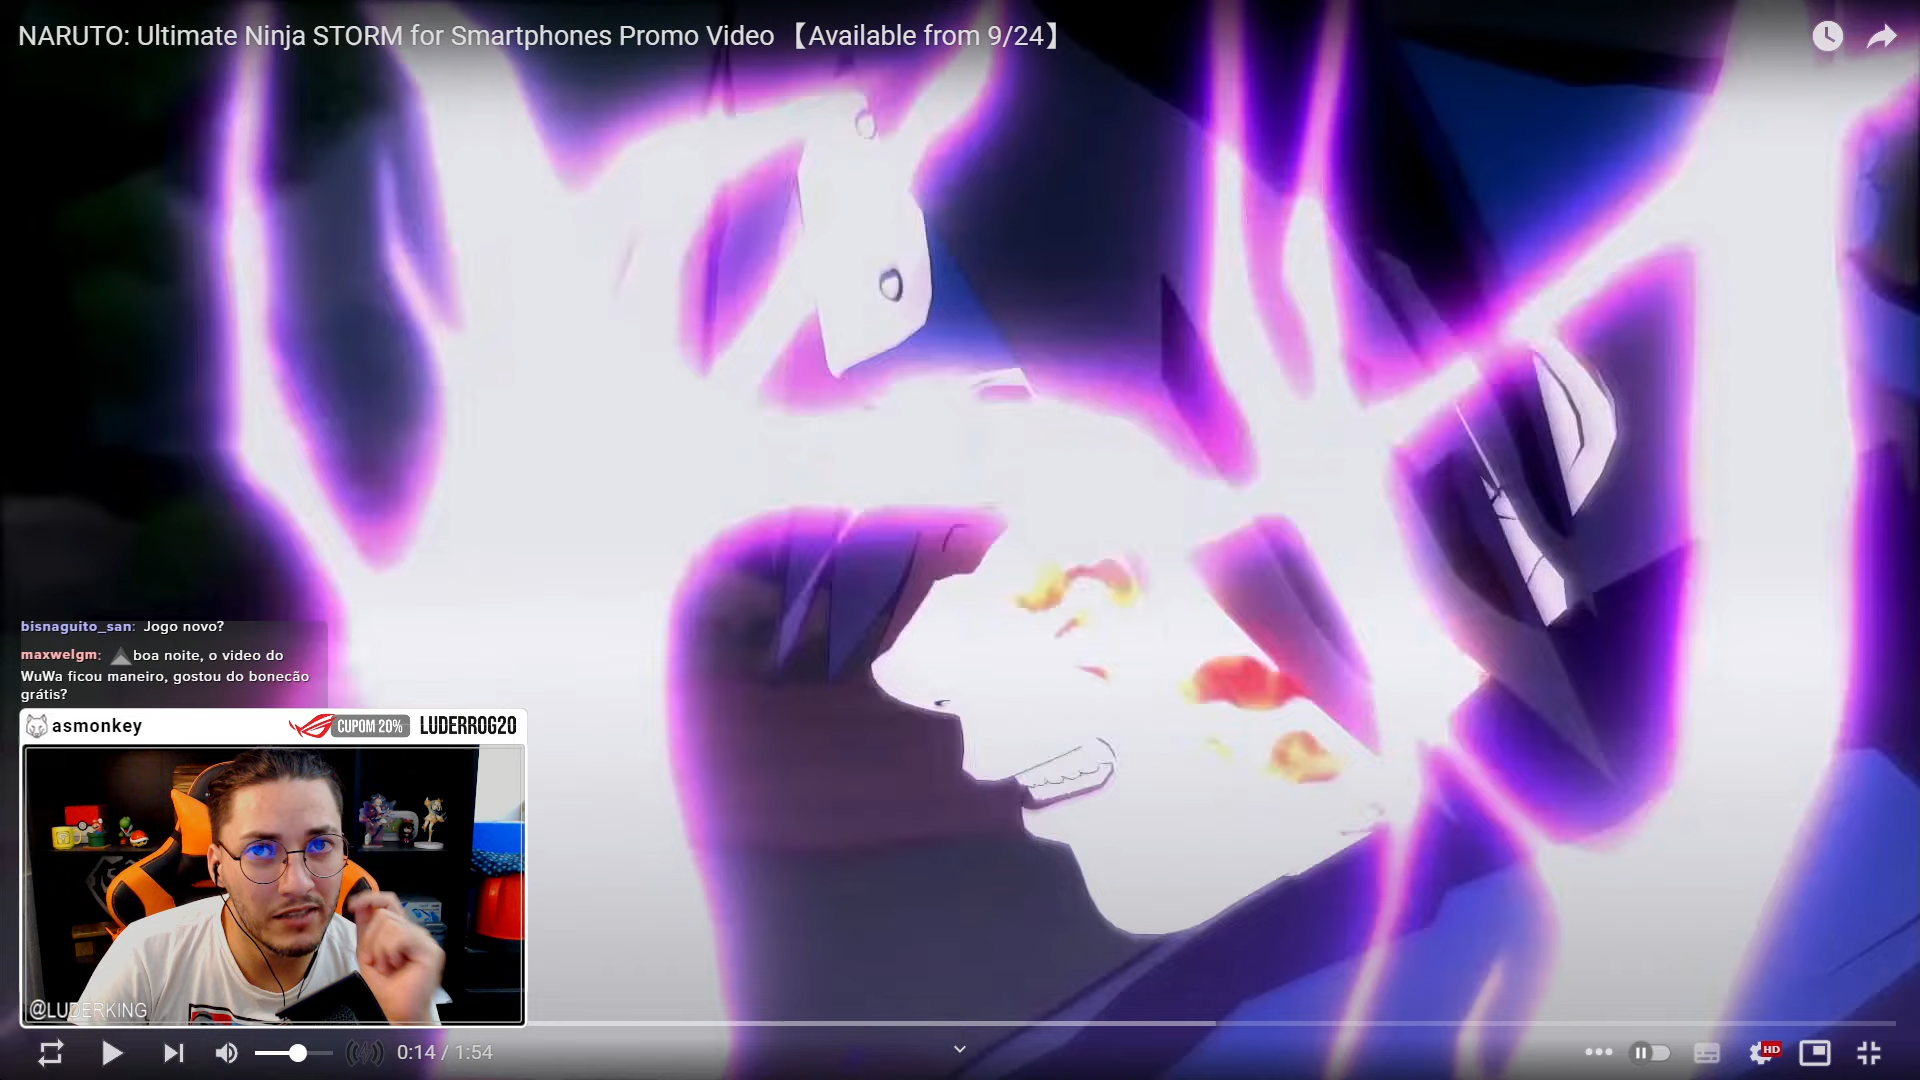 NARUTO: Ultimate Ninja STORM for Smartphones Promo Video 【Available from 9/24】
bisnaguito_san: Jogo novo?
maxwelgm: boa noite, o video do
WuWa ficou maneiro, gostou do bonecão
grátis?
asmonkey CUPOM 20% LUDERROG20
@LUDERKING
0:14 / 1:54
HD